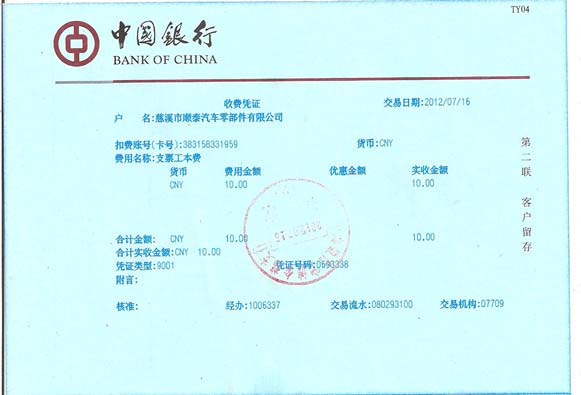 TY04
中國銀行
BANK OF CHINA
收费凭证 交易日期:2012/07/16
户 名:慈溪市顺泰汽车零部件有限公司
扣费账号(卡号):383158331959 货币:CNY
费用名称:支票工本费
货币 费用金额 优惠金额 实收金额
CNY 10.00 10.00
合计金额: CNY 10.00 10.00
合计实收金额:CNY 10.00
凭证类型:9001 凭证号码:0593338
附言:
核准: 经办:1006337 交易流水:080293100 交易机构:07709
第二联 客户留存